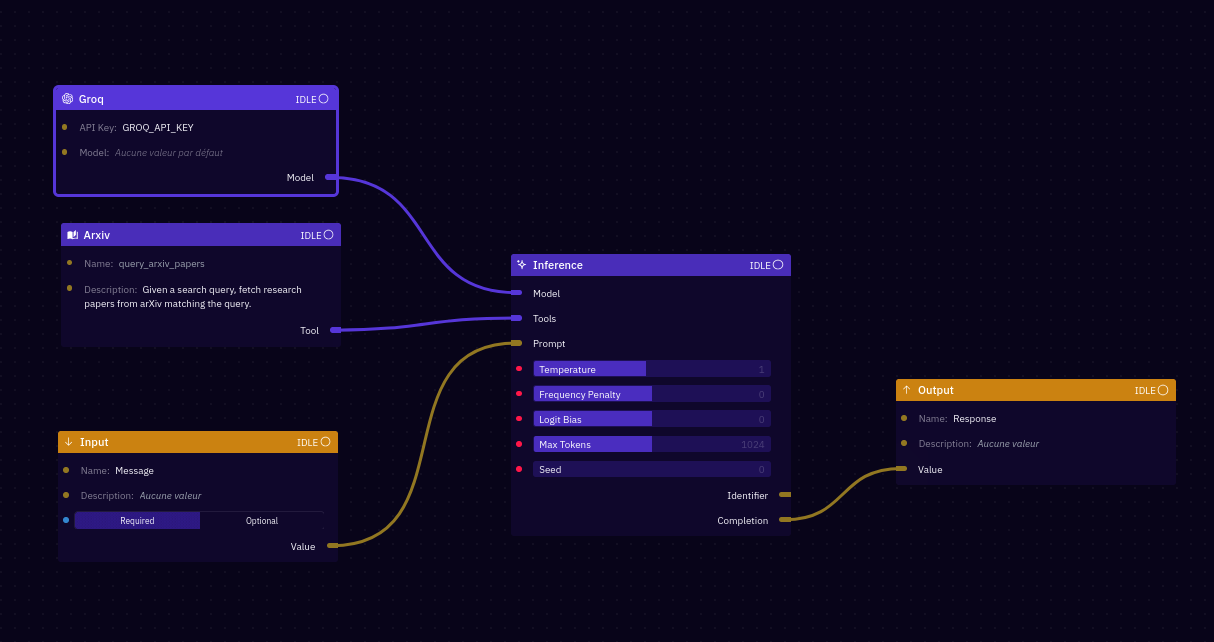 Groq IDLE
API Key: GROQ_API_KEY
Model: Aucune valeur par défaut
Model
Arxiv IDLE
Name: query_arxiv_papers
Description: Given a search query, fetch research
papers from arXiv matching the query.
Tool
Input IDLE
Name: Message
Description: Aucune valeur
Required Optional
Value
Inference IDLE
Model
Tools
Prompt
Temperature 1
Frequency Penalty 0
Logit Bias 0
Max Tokens 1024
Seed 0
Identifier
Completion
Output IDLE
Name: Response
Description: Aucune valeur
Value